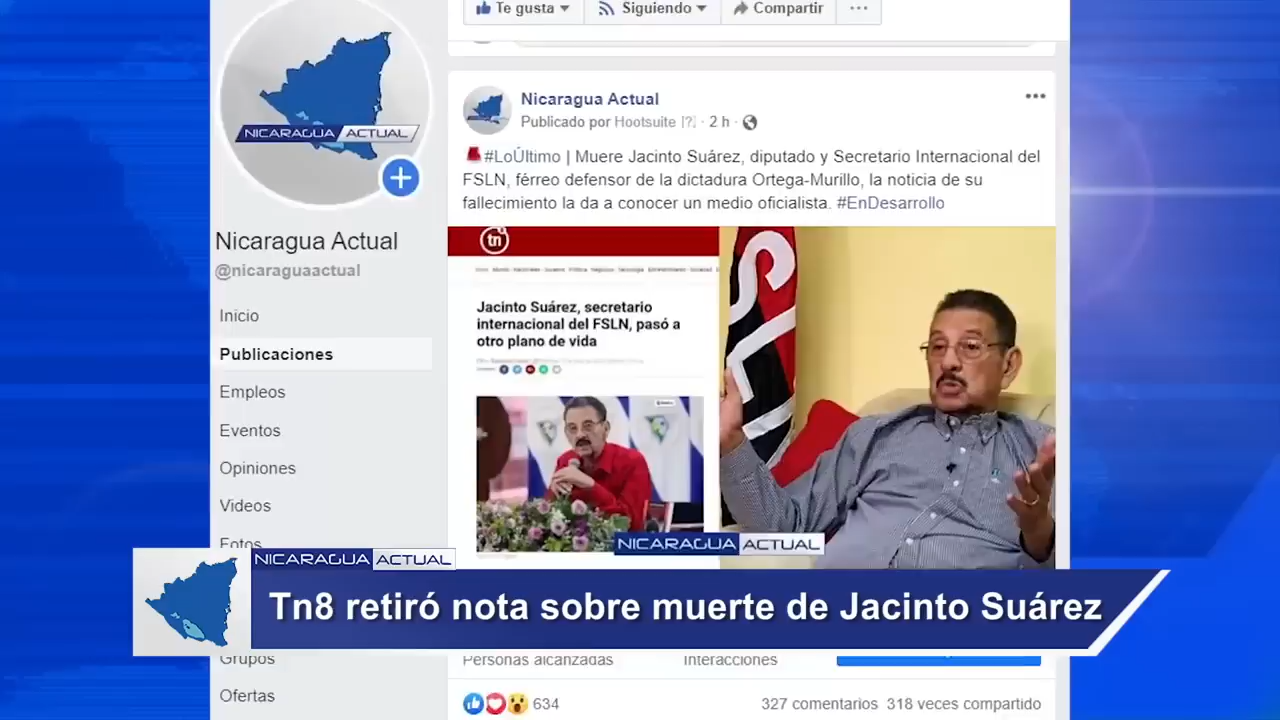 Te gusta
Siguiendo
Compartir
NICARAGUA ACTUAL
Nicaragua Actual
@nicaraguaactual
Inicio
Publicaciones
Empleos
Eventos
Opiniones
Videos
Fotos
Grupos
Ofertas
Nicaragua Actual
Publicado por Hootsuite [?] · 2 h ·
#LoÚltimo | Muere Jacinto Suárez, diputado y Secretario Internacional del
FSLN, férreo defensor de la dictadura Ortega-Murillo, la noticia de su
fallecimiento la da a conocer un medio oficialista. #EnDesarrollo
tn
Jacinto Suárez, secretario
internacional del FSLN, pasó a
otro plano de vida
NICARAGUA ACTUAL
NICARAGUA ACTUAL
Tn8 retiró nota sobre muerte de Jacinto Suárez
Personas alcanzadas
Interacciones
634
327 comentarios 318 veces compartido